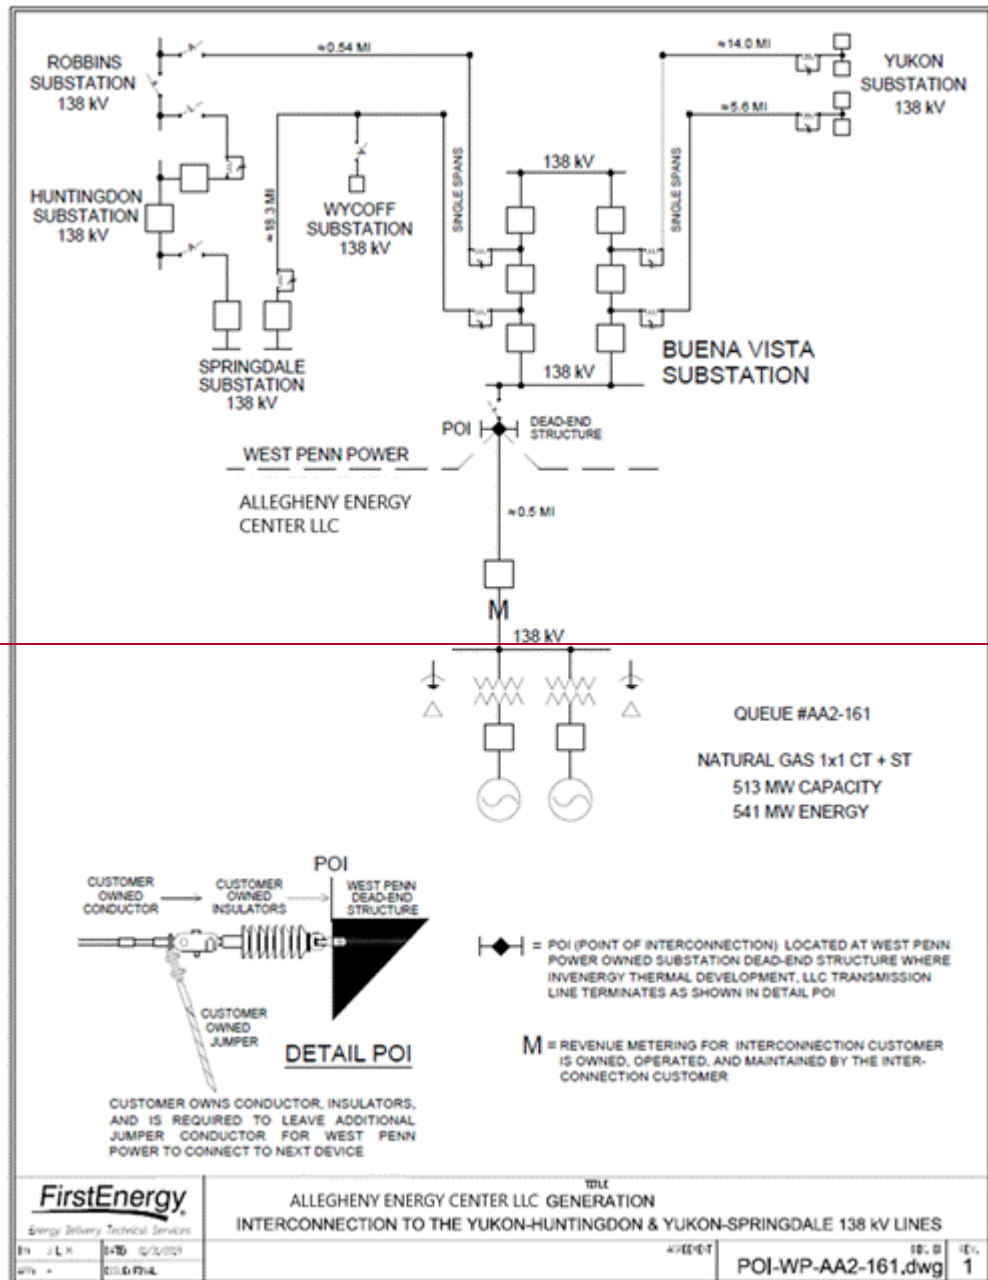 ROBBINS
SUBSTATION
138 kV
≈0.54 MI
≈14.0 MI
YUKON
SUBSTATION
138 kV
≈5.6 MI
HUNTINGDON
SUBSTATION
138 kV
≈18.3 MI
WYCOFF
SUBSTATION
138 kV
SINGLE SPANS
138 kV
SINGLE SPANS
SPRINGDALE
SUBSTATION
138 kV
BUENA VISTA
SUBSTATION
138 kV
POI
DEAD-END
STRUCTURE
WEST PENN POWER
ALLEGHENY ENERGY
CENTER LLC
≈0.5 MI
M
138 kV
QUEUE #AA2-161
NATURAL GAS 1x1 CT + ST
513 MW CAPACITY
541 MW ENERGY
POI
CUSTOMER
OWNED
CONDUCTOR
CUSTOMER
OWNED
INSULATORS
WEST PENN
DEAD-END
STRUCTURE
CUSTOMER
OWNED
JUMPER
DETAIL POI
CUSTOMER OWNS CONDUCTOR, INSULATORS,
AND IS REQUIRED TO LEAVE ADDITIONAL
JUMPER CONDUCTOR FOR WEST PENN
POWER TO CONNECT TO NEXT DEVICE
= POI (POINT OF INTERCONNECTION) LOCATED AT WEST PENN
POWER OWNED SUBSTATION DEAD-END STRUCTURE WHERE
INVENERGY THERMAL DEVELOPMENT, LLC TRANSMISSION
LINE TERMINATES AS SHOWN IN DETAIL POI
M = REVENUE METERING FOR INTERCONNECTION CUSTOMER
IS OWNED, OPERATED, AND MAINTAINED BY THE INTER-
CONNECTION CUSTOMER
FirstEnergy
Energy Delivery Technical Services
TITLE
ALLEGHENY ENERGY CENTER LLC GENERATION
INTERCONNECTION TO THE YUKON-HUNTINGDON & YUKON-SPRINGDALE 138 kV LINES
AGREEMENT
POI-WP-AA2-161.dwg
REV.
1